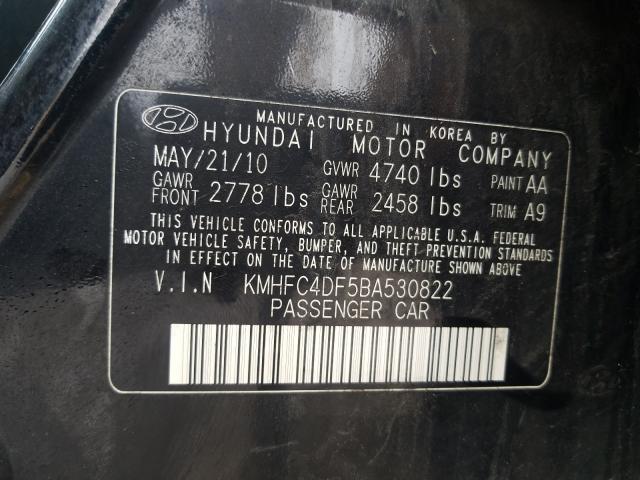 MANUFACTURED IN KOREA BY
HYUNDAI MOTOR COMPANY
MAY/21/10 GVWR 4740 lbs PAINT AA
GAWR FRONT 2778 lbs GAWR REAR 2458 lbs TRIM A9
THIS VEHICLE CONFORMS TO ALL APPLICABLE U.S.A. FEDERAL
MOTOR VEHICLE SAFETY, BUMPER, AND THEFT PREVENTION STANDARDS
IN EFFECT ON THE DATE OF MANUFACTURE SHOWN ABOVE
V.I.N KMHFC4DF5BA530822
PASSENGER CAR